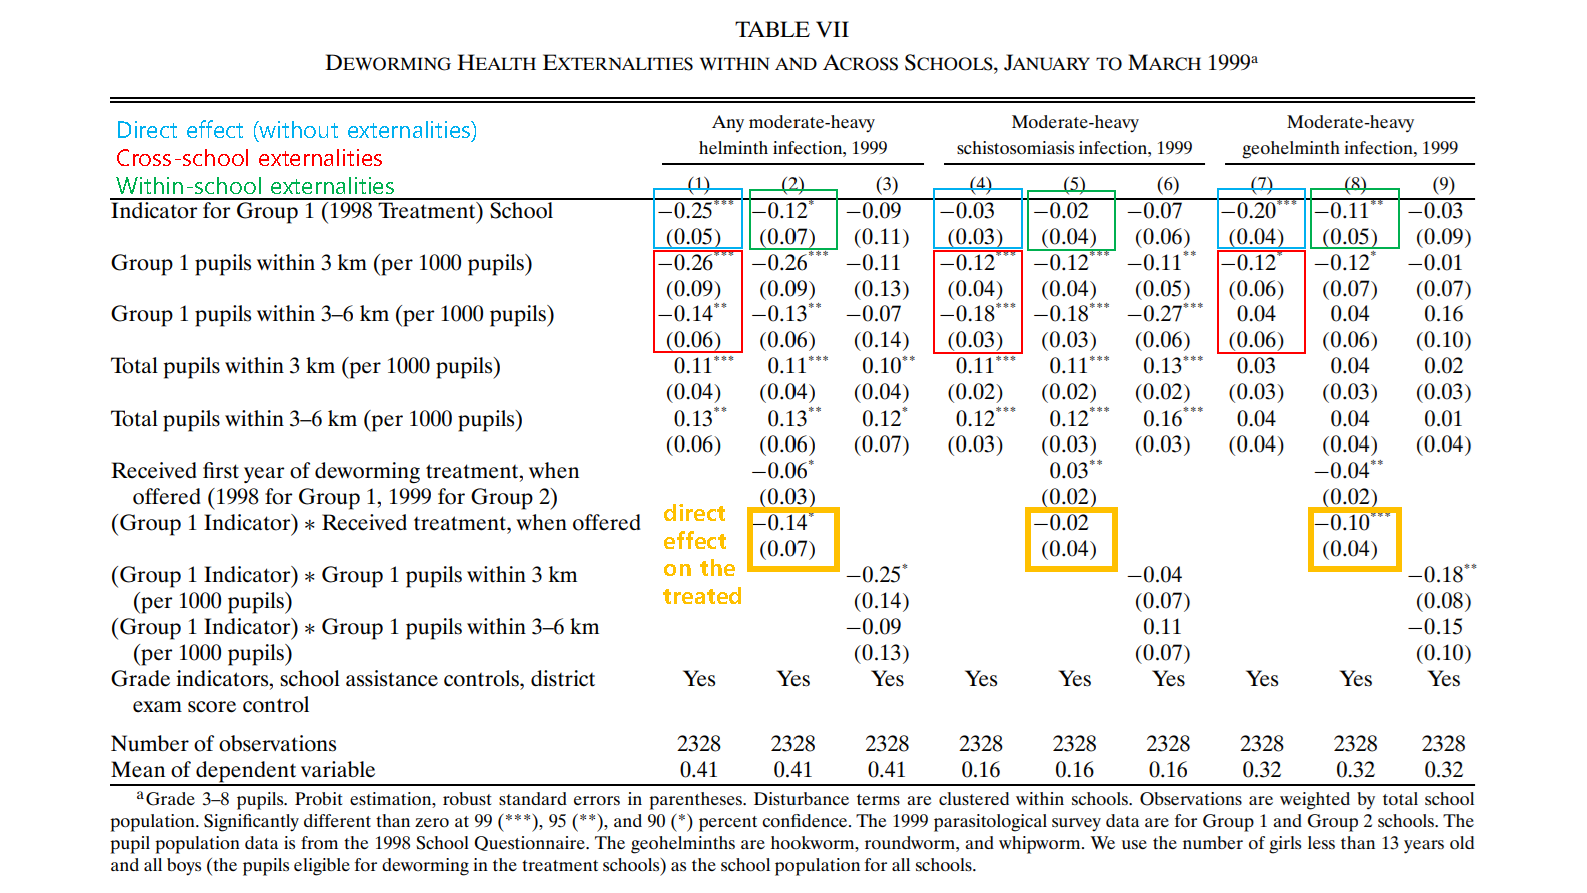 TABLE VII
DEWORMING HEALTH EXTERNALITIES WITHIN AND ACROSS SCHOOLS, JANUARY TO MARCH 1999a
Direct effect (without externalities)
Cross-school externalities
Within-school externalities
Any moderate-heavy helminth infection, 1999 Moderate-heavy schistosomiasis infection, 1999 Moderate-heavy geohelminth infection, 1999
(1) (2) (3) (4) (5) (6) (7) (8) (9)
Indicator for Group 1 (1998 Treatment) School −0.25*** −0.12* −0.09 −0.03 −0.02 −0.07 −0.20*** −0.11** −0.03
(0.05) (0.07) (0.11) (0.03) (0.04) (0.06) (0.04) (0.05) (0.09)
Group 1 pupils within 3 km (per 1000 pupils) −0.26*** −0.26*** −0.11 −0.12*** −0.12*** −0.11** −0.12* −0.12* −0.01
(0.09) (0.09) (0.13) (0.04) (0.04) (0.05) (0.06) (0.07) (0.07)
Group 1 pupils within 3–6 km (per 1000 pupils) −0.14** −0.13** −0.07 −0.18*** −0.18*** −0.27*** 0.04 0.04 0.16
(0.06) (0.06) (0.14) (0.03) (0.03) (0.06) (0.06) (0.06) (0.10)
Total pupils within 3 km (per 1000 pupils) 0.11*** 0.11*** 0.10** 0.11*** 0.11*** 0.13*** 0.03 0.04 0.02
(0.04) (0.04) (0.04) (0.02) (0.02) (0.02) (0.03) (0.03) (0.03)
Total pupils within 3–6 km (per 1000 pupils) 0.13** 0.13** 0.12* 0.12*** 0.12*** 0.16*** 0.04 0.04 0.01
(0.06) (0.06) (0.07) (0.03) (0.03) (0.03) (0.04) (0.04) (0.04)
Received first year of deworming treatment, when −0.06* 0.03** −0.04**
offered (1998 for Group 1, 1999 for Group 2) (0.03) (0.02) (0.02)
(Group 1 Indicator) ∗ Received treatment, when offered −0.14* −0.02 −0.10***
(0.07) (0.04) (0.04)
direct
effect
on the
treated
(Group 1 Indicator) ∗ Group 1 pupils within 3 km −0.25* −0.04 −0.18**
(per 1000 pupils) (0.14) (0.07) (0.08)
(Group 1 Indicator) ∗ Group 1 pupils within 3–6 km −0.09 0.11 −0.15
(per 1000 pupils) (0.13) (0.07) (0.10)
Grade indicators, school assistance controls, district Yes Yes Yes Yes Yes Yes Yes Yes Yes
exam score control
Number of observations 2328 2328 2328 2328 2328 2328 2328 2328 2328
Mean of dependent variable 0.41 0.41 0.41 0.16 0.16 0.16 0.32 0.32 0.32
aGrade 3–8 pupils. Probit estimation, robust standard errors in parentheses. Disturbance terms are clustered within schools. Observations are weighted by total school
population. Significantly different than zero at 99 (***), 95 (**), and 90 (*) percent confidence. The 1999 parasitological survey data are for Group 1 and Group 2 schools. The
pupil population data is from the 1998 School Questionnaire. The geohelminths are hookworm, roundworm, and whipworm. We use the number of girls less than 13 years old
and all boys (the pupils eligible for deworming in the treatment schools) as the school population for all schools.